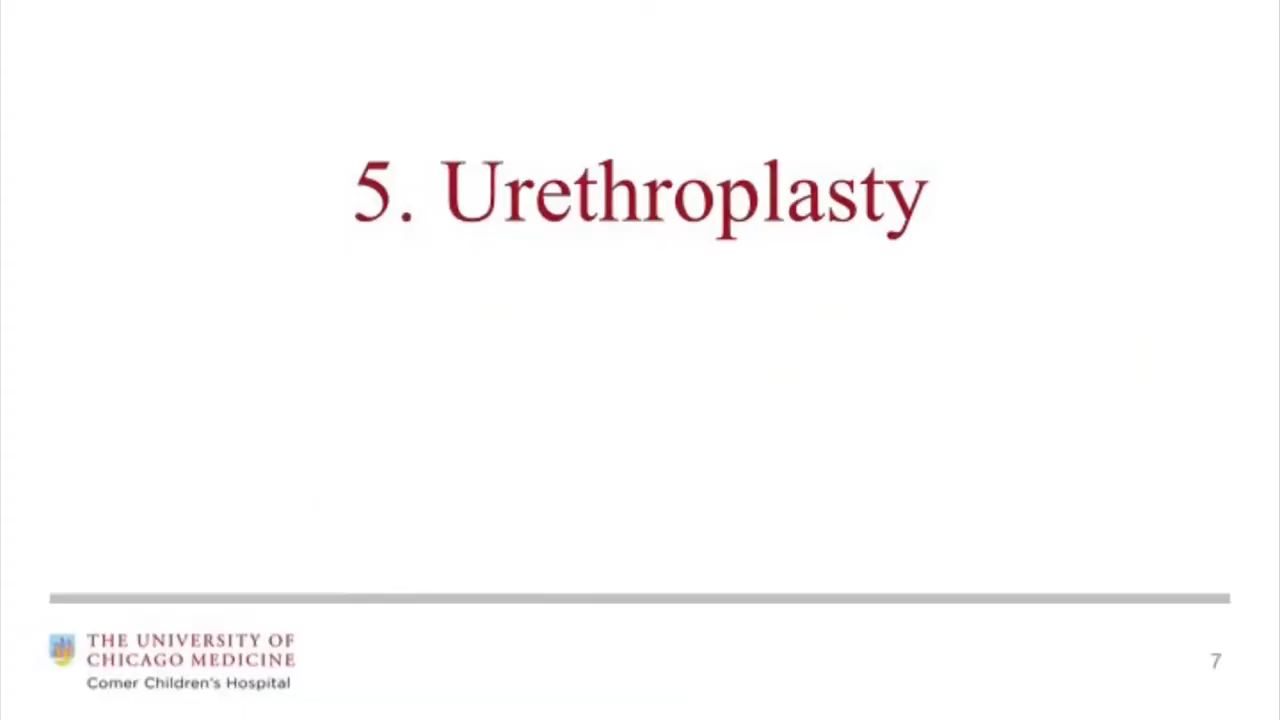 5. Urethroplasty
THE UNIVERSITY OF
CHICAGO MEDICINE
Comer Children's Hospital
7